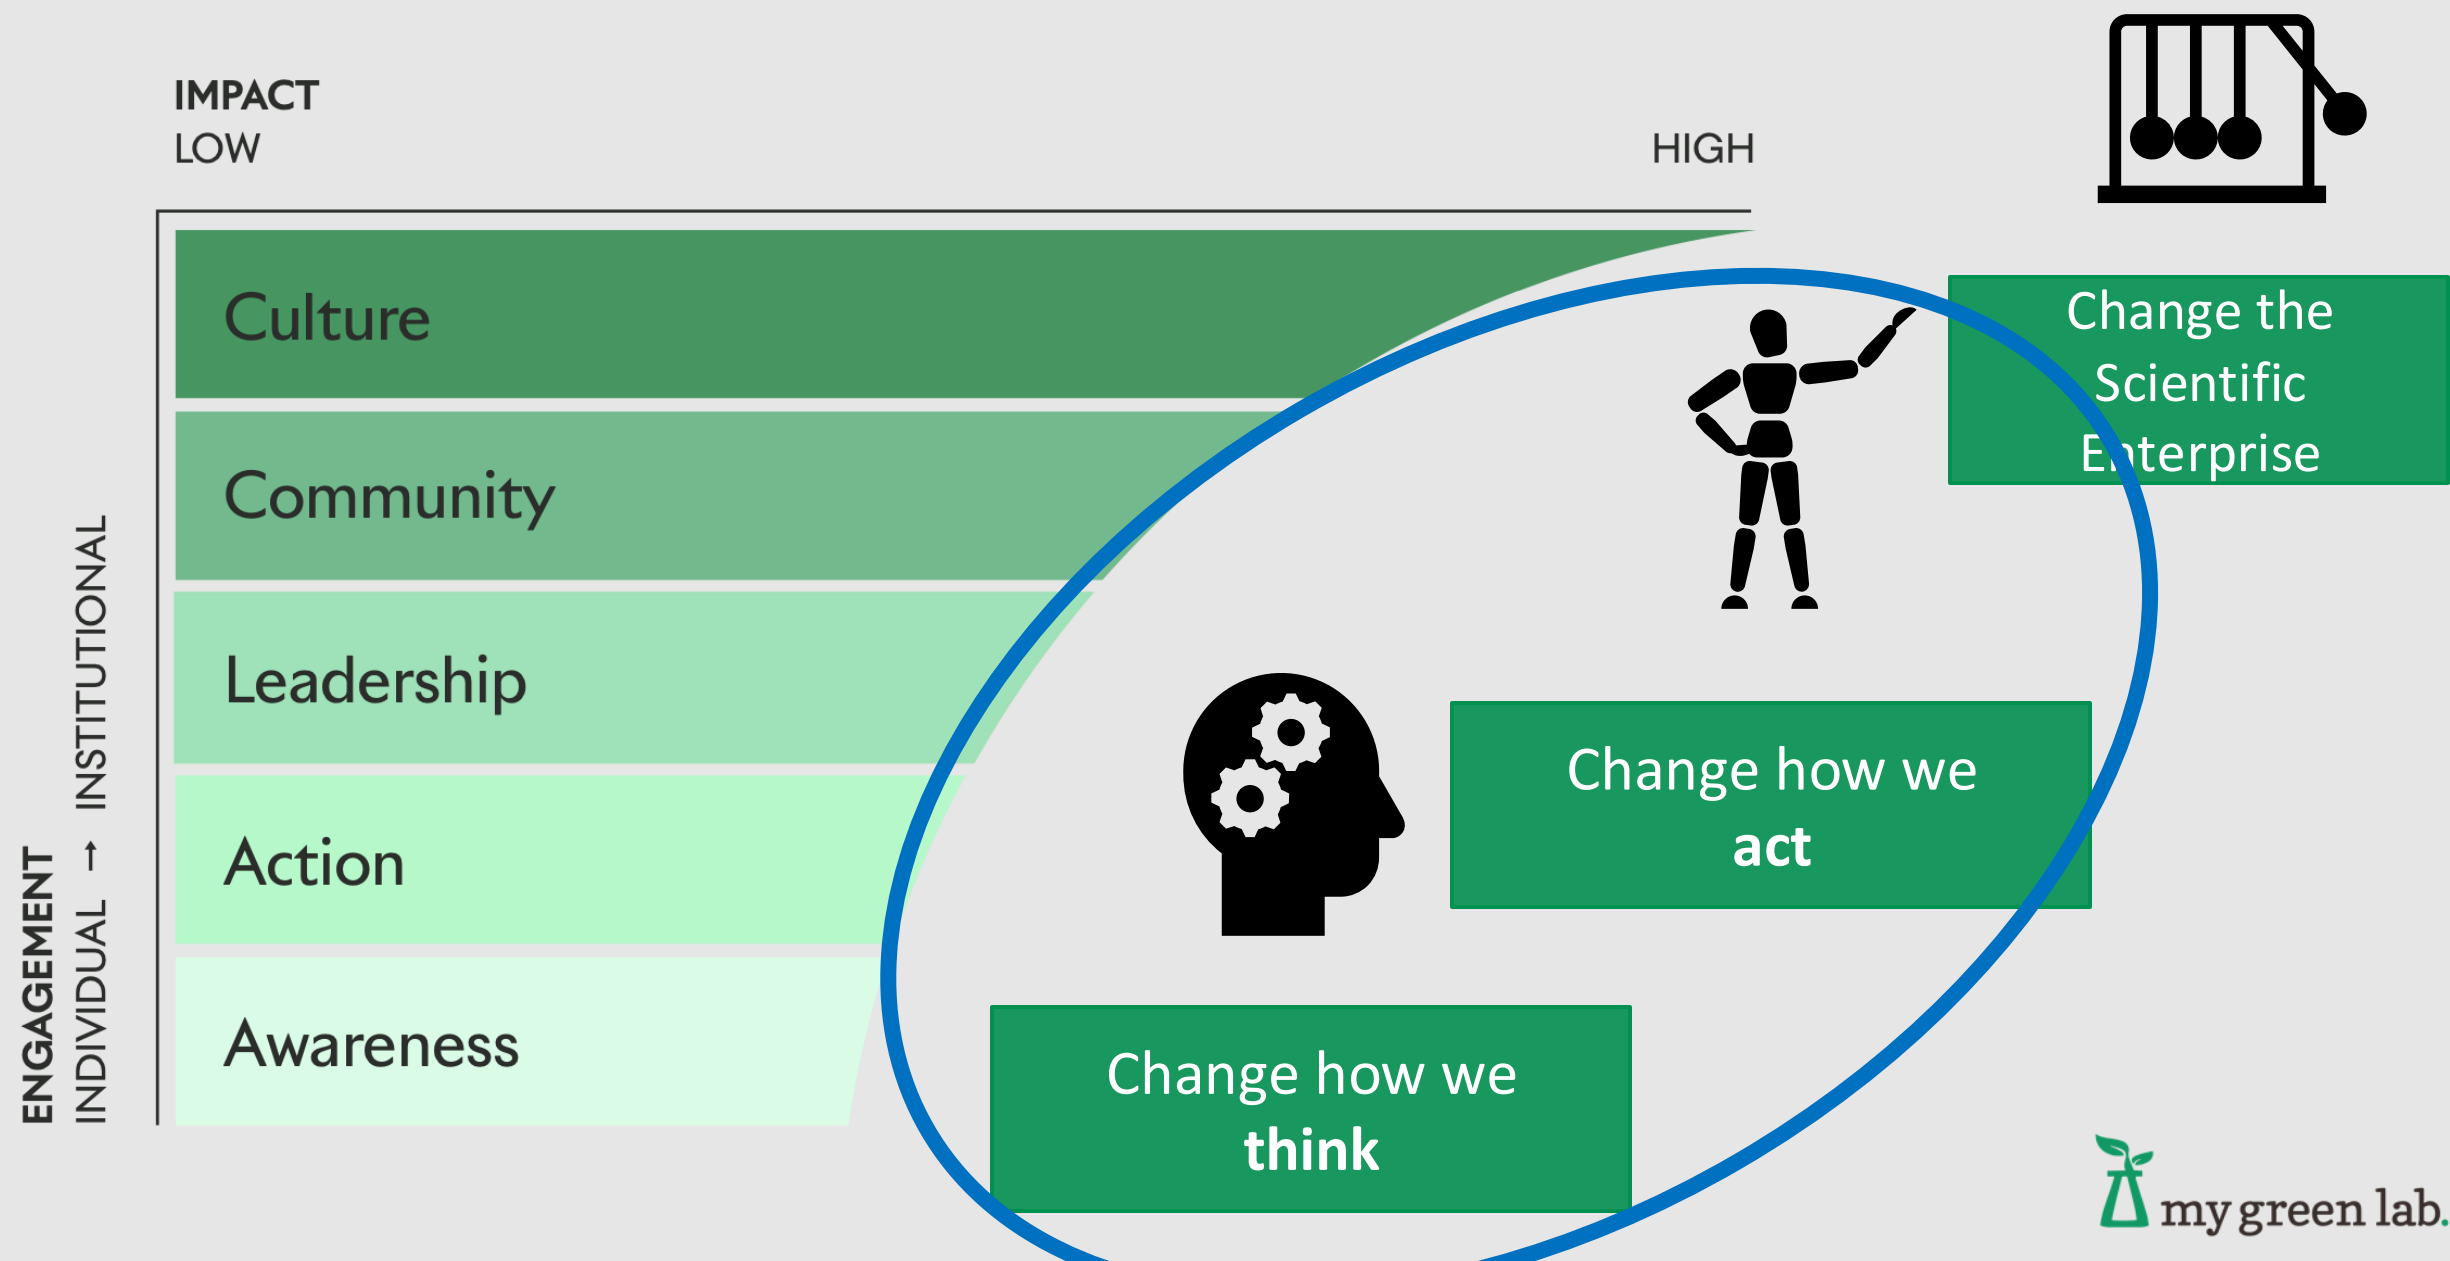 IMPACT
LOW
HIGH
Culture
Community
Leadership
Action
Awareness
ENGAGEMENT
INDIVIDUAL → INSTITUTIONAL
Change the
Scientific
Enterprise
Change how we
act
Change how we
think
my green lab.